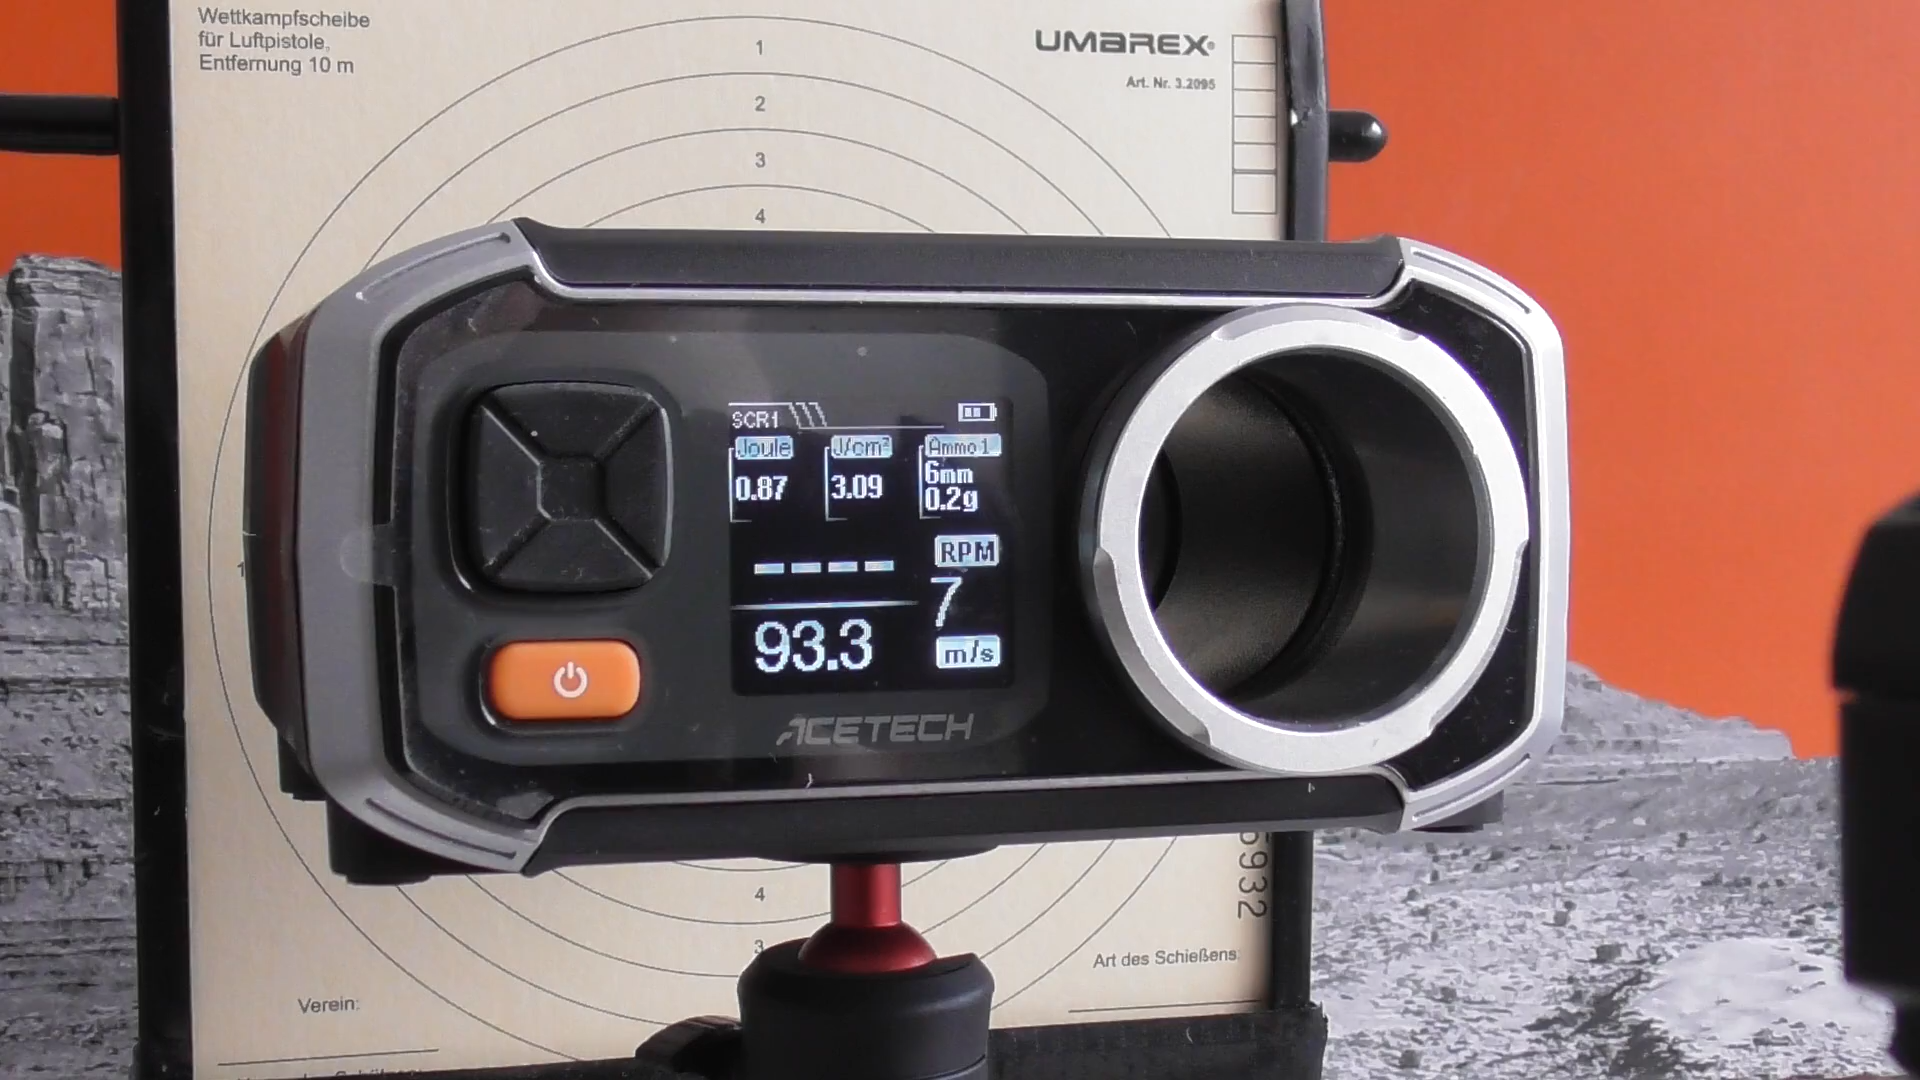 Wettkampfscheibe
für Luftpistole,
Entfernung 10 m
UMAREX®
Art. Nr. 3.2095
1
2
3
4
SCR1
Joule
J/cm²
Ammo 1
0.87
3.09
6mm
0.2g
RPM
7
93.3
m/s
ACETECH
4
3
5932
Art des Schießens:
Verein: